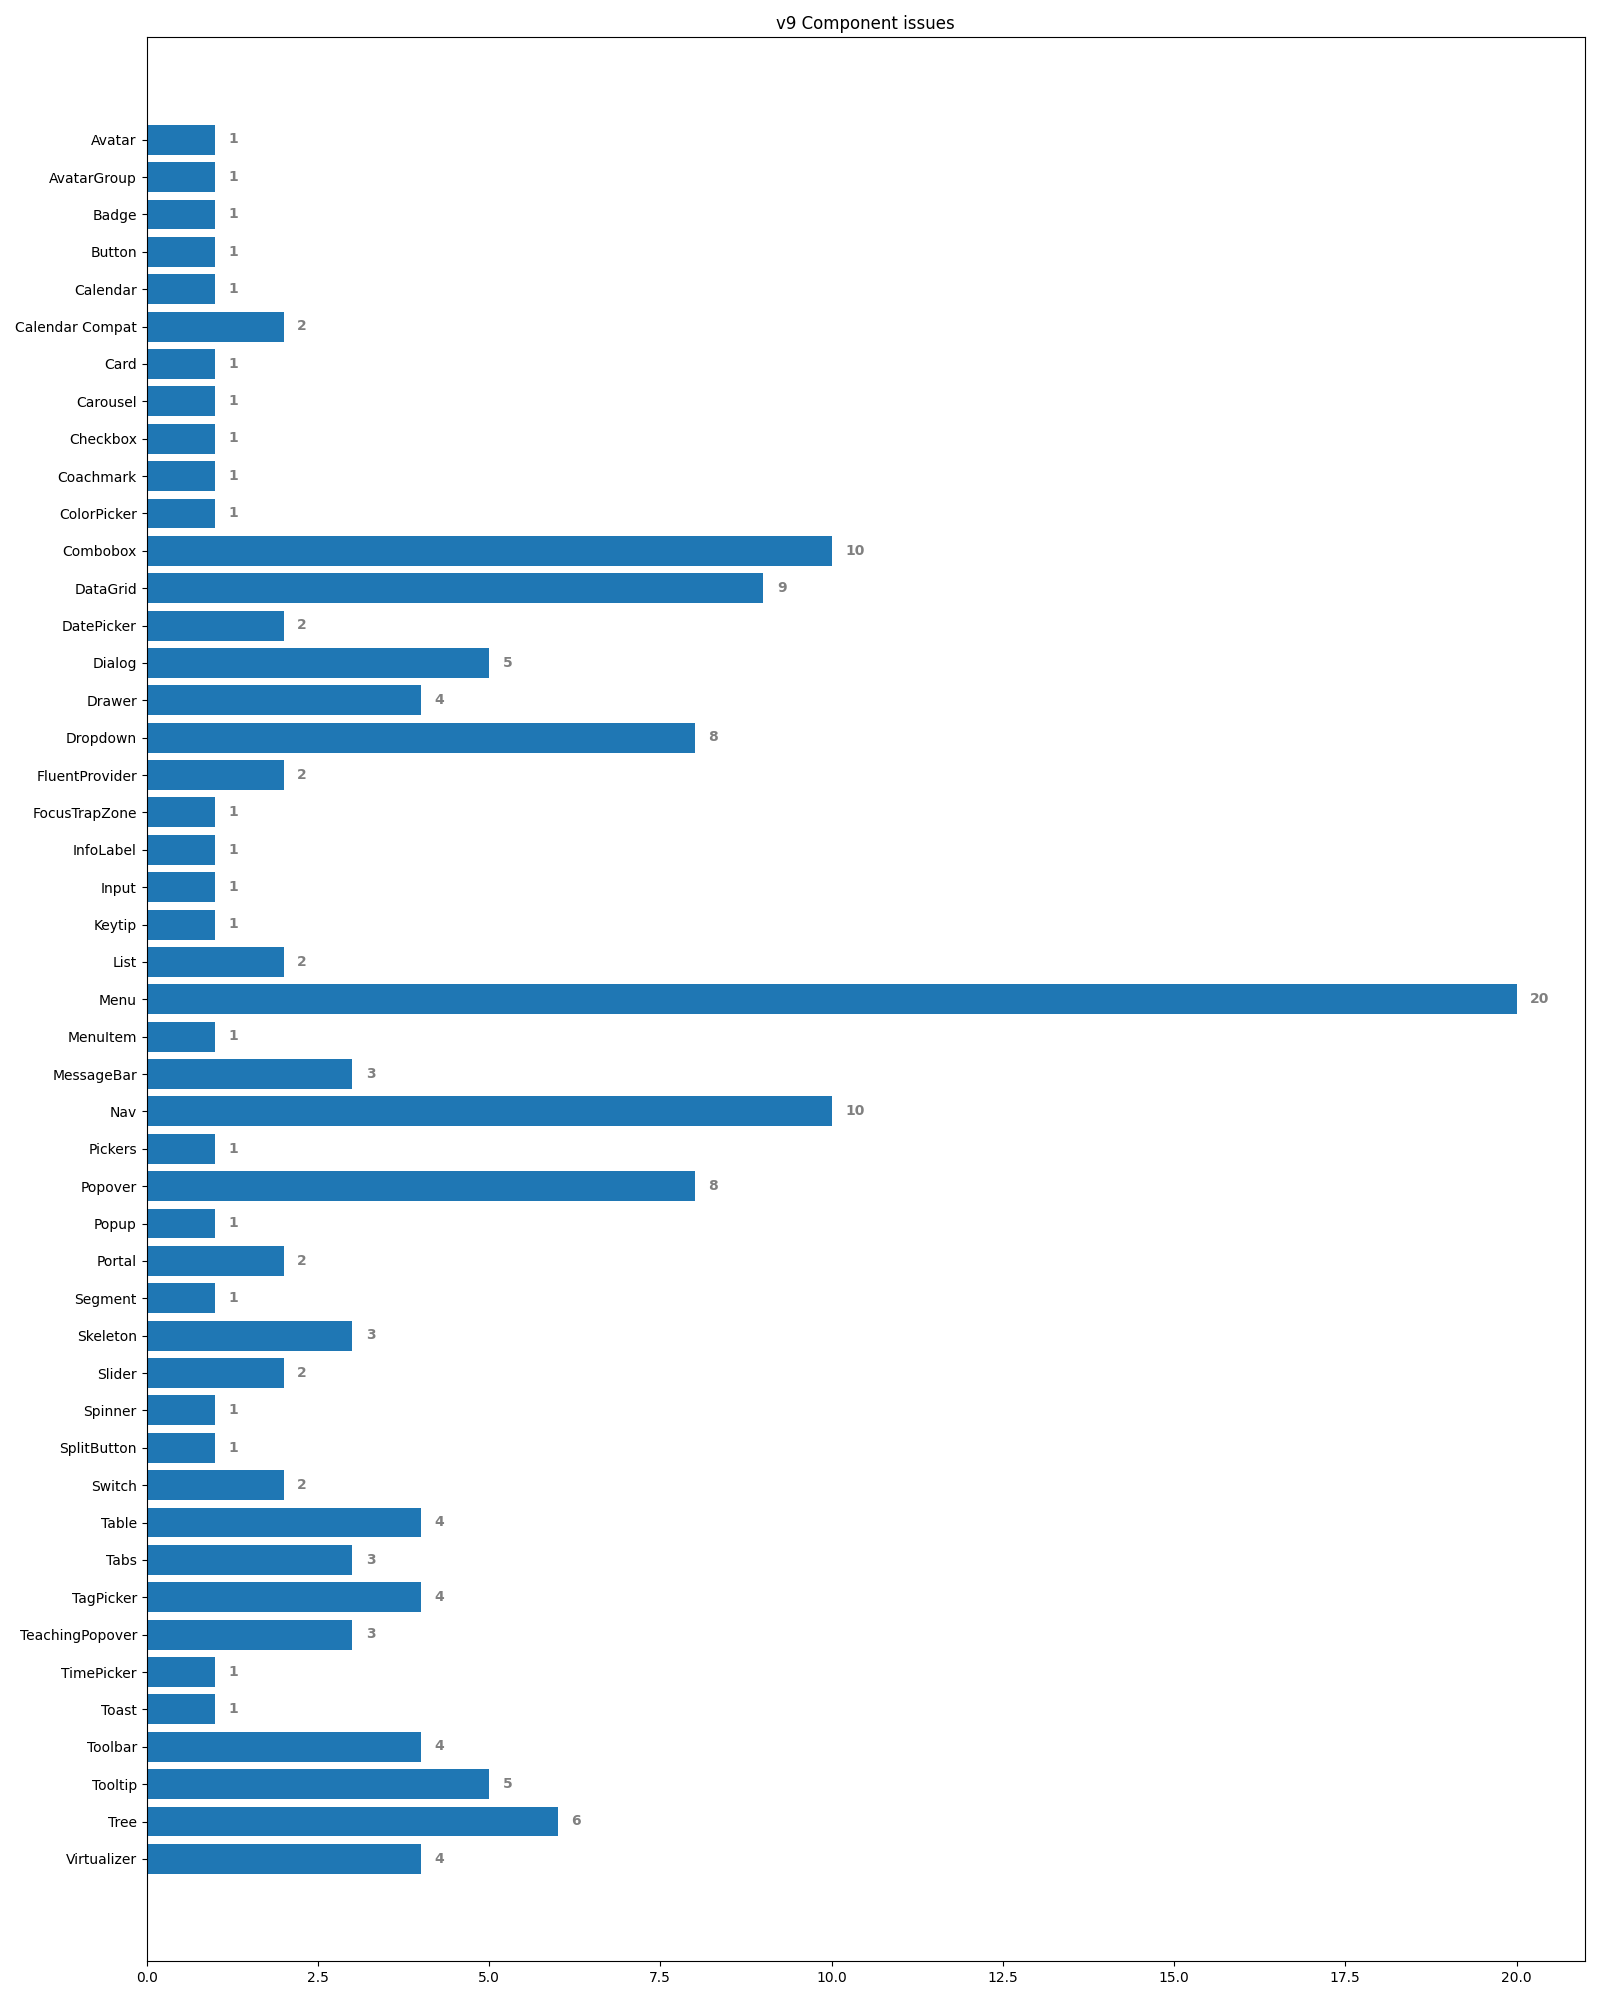 v9 Component issues
Avatar 1
AvatarGroup 1
Badge 1
Button 1
Calendar 1
Calendar Compat 2
Card 1
Carousel 1
Checkbox 1
Coachmark 1
ColorPicker 1
Combobox 10
DataGrid 9
DatePicker 2
Dialog 5
Drawer 4
Dropdown 8
FluentProvider 2
FocusTrapZone 1
InfoLabel 1
Input 1
Keytip 1
List 2
Menu 20
MenuItem 1
MessageBar 3
Nav 10
Pickers 1
Popover 8
Popup 1
Portal 2
Segment 1
Skeleton 3
Slider 2
Spinner 1
SplitButton 1
Switch 2
Table 4
Tabs 3
TagPicker 4
TeachingPopover 3
TimePicker 1
Toast 1
Toolbar 4
Tooltip 5
Tree 6
Virtualizer 4
0.0 2.5 5.0 7.5 10.0 12.5 15.0 17.5 20.0